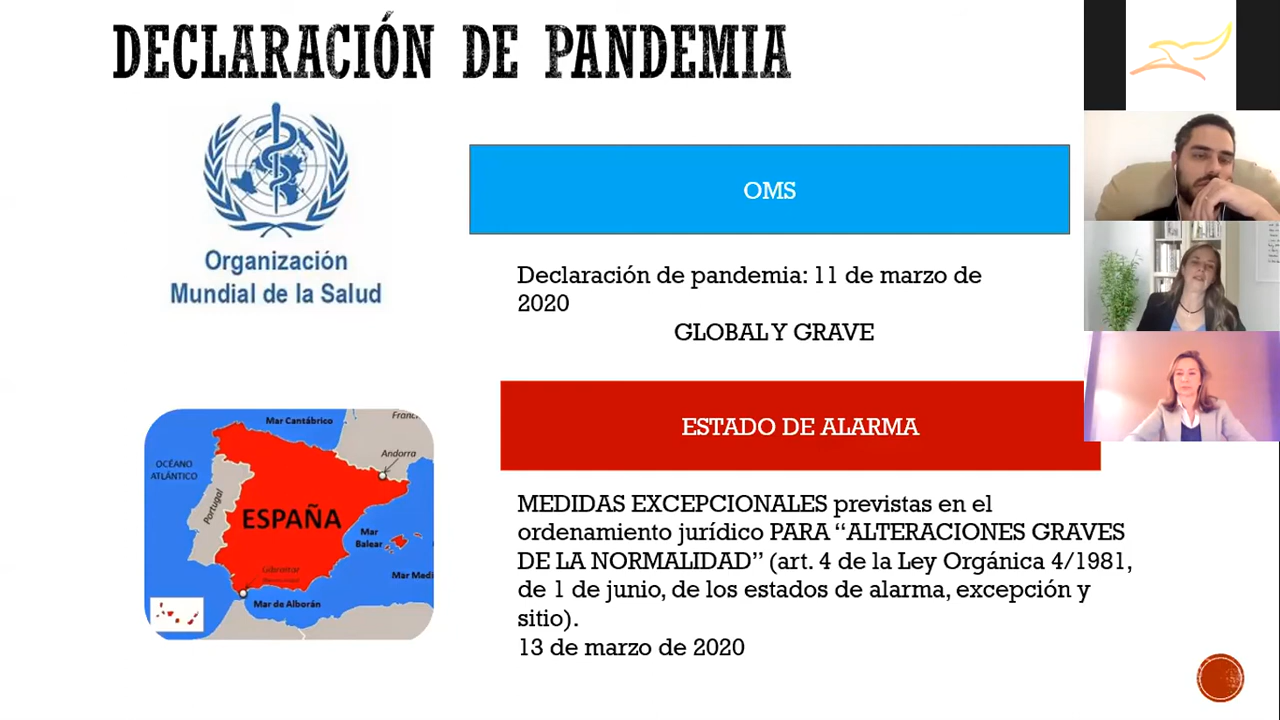 DECLARACIÓN DE PANDEMIA
Organización
Mundial de la Salud
OMS
Declaración de pandemia: 11 de marzo de
2020
GLOBAL Y GRAVE
ESTADO DE ALARMA
MEDIDAS EXCEPCIONALES previstas en el
ordenamiento jurídico PARA “ALTERACIONES GRAVES
DE LA NORMALIDAD” (art. 4 de la Ley Orgánica 4/1981,
de 1 de junio, de los estados de alarma, excepción y
sitio).
13 de marzo de 2020
Mar Cantábrico
Franc
Andorra
OCÉANO
ATLÁNTICO
Portugal
ESPAÑA
Mar
Balear
Gibraltar
Mar Medi
Mar de Alborán